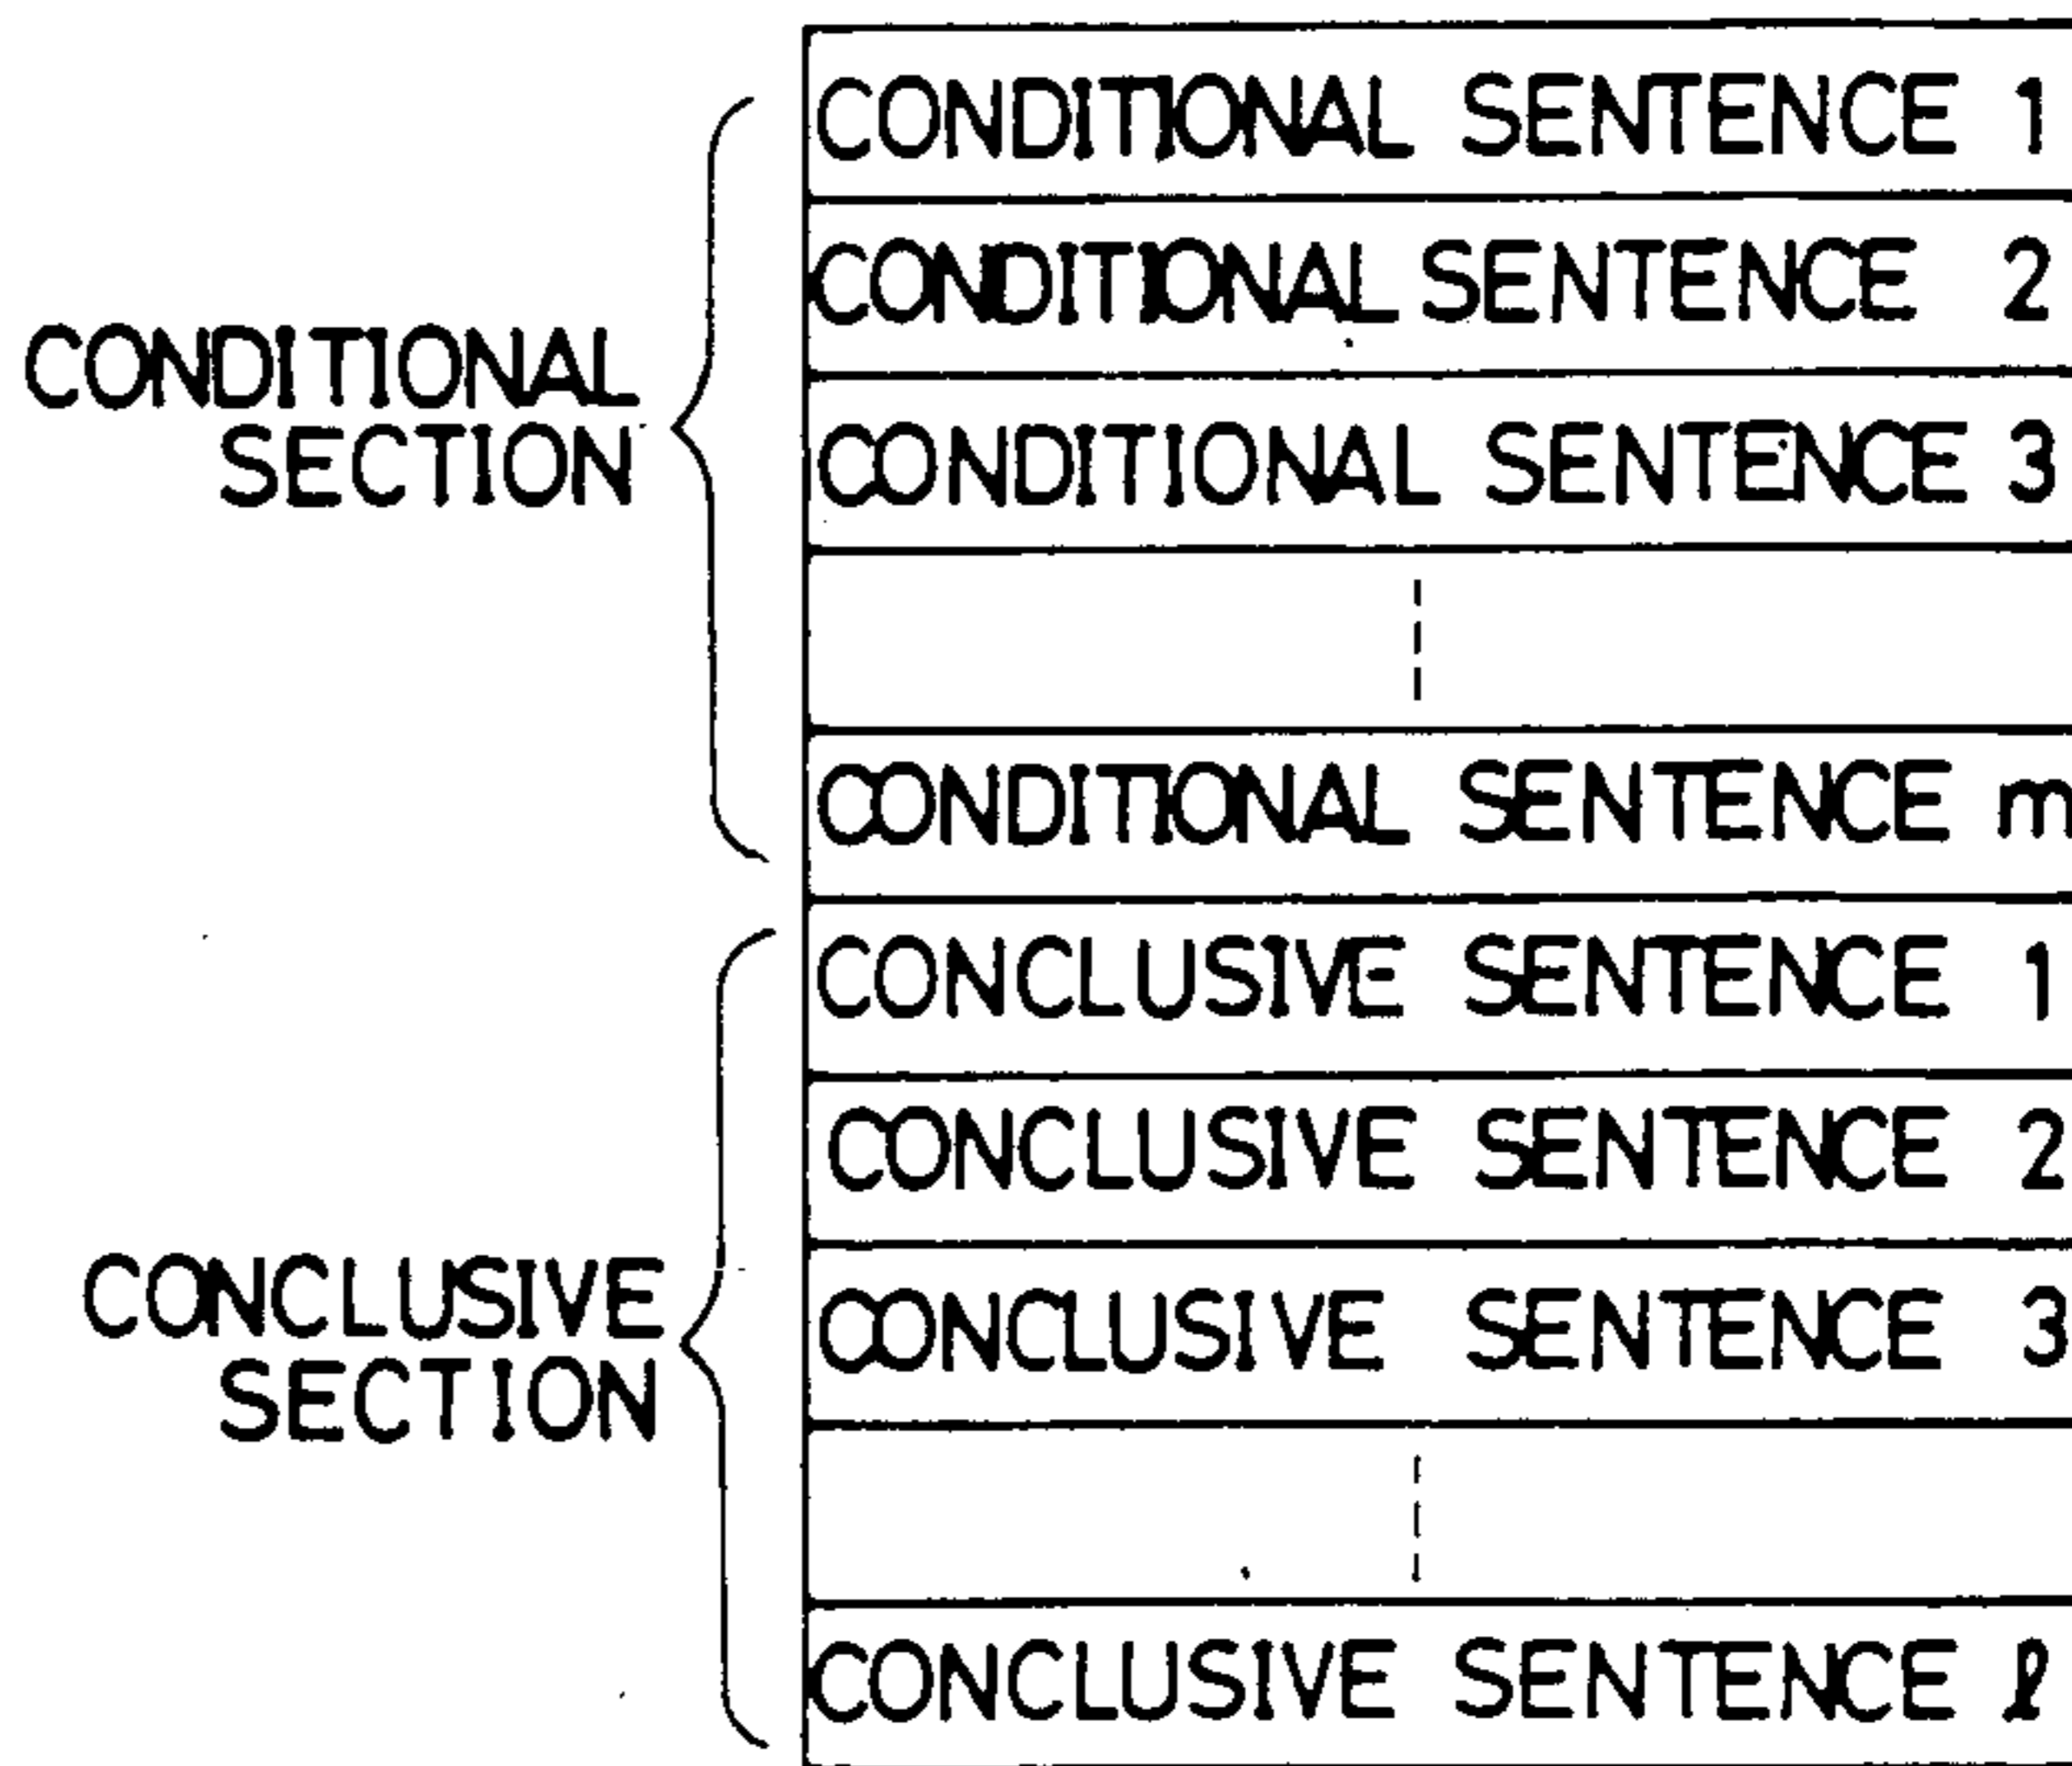 CONDITIONAL SENTENCE 1
CONDITIONAL SENTENCE 2
CONDITIONAL
SECTION
CONDITIONAL SENTENCE 3
CONDITIONAL SENTENCE m
CONCLUSIVE SENTENCE 1
CONCLUSIVE SENTENCE 2
CONCLUSIVE
SECTION
CONCLUSIVE SENTENCE 3
CONCLUSIVE SENTENCE ℓ